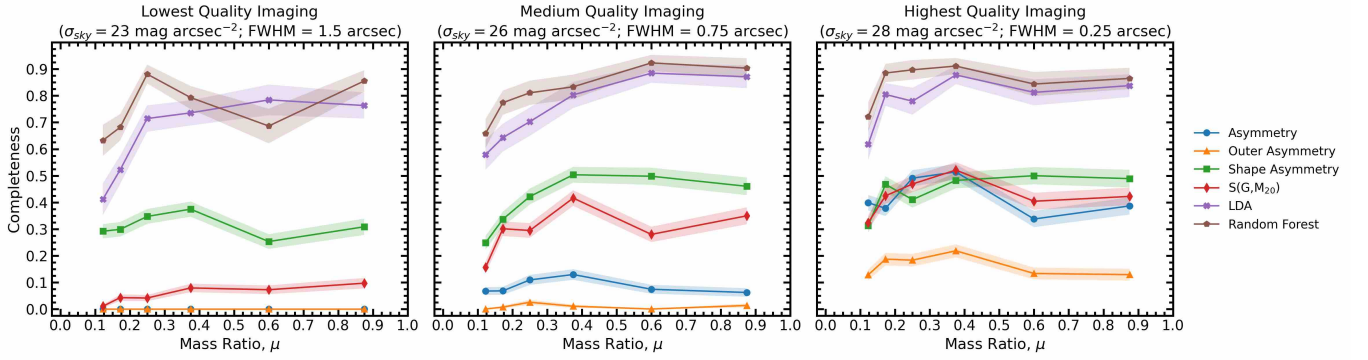 Lowest Quality Imaging
(σsky = 23 mag arcsec⁻²; FWHM = 1.5 arcsec)
Medium Quality Imaging
(σsky = 26 mag arcsec⁻²; FWHM = 0.75 arcsec)
Highest Quality Imaging
(σsky = 28 mag arcsec⁻²; FWHM = 0.25 arcsec)
Completeness
0.9
0.8
0.7
0.6
0.5
0.4
0.3
0.2
0.1
0.0
0.0 0.1 0.2 0.3 0.4 0.5 0.6 0.7 0.8 0.9 1.0
Mass Ratio, μ
0.0 0.1 0.2 0.3 0.4 0.5 0.6 0.7 0.8 0.9 1.0
Mass Ratio, μ
0.0 0.1 0.2 0.3 0.4 0.5 0.6 0.7 0.8 0.9 1.0
Mass Ratio, μ
Asymmetry
Outer Asymmetry
Shape Asymmetry
S(G,M₂₀)
LDA
Random Forest